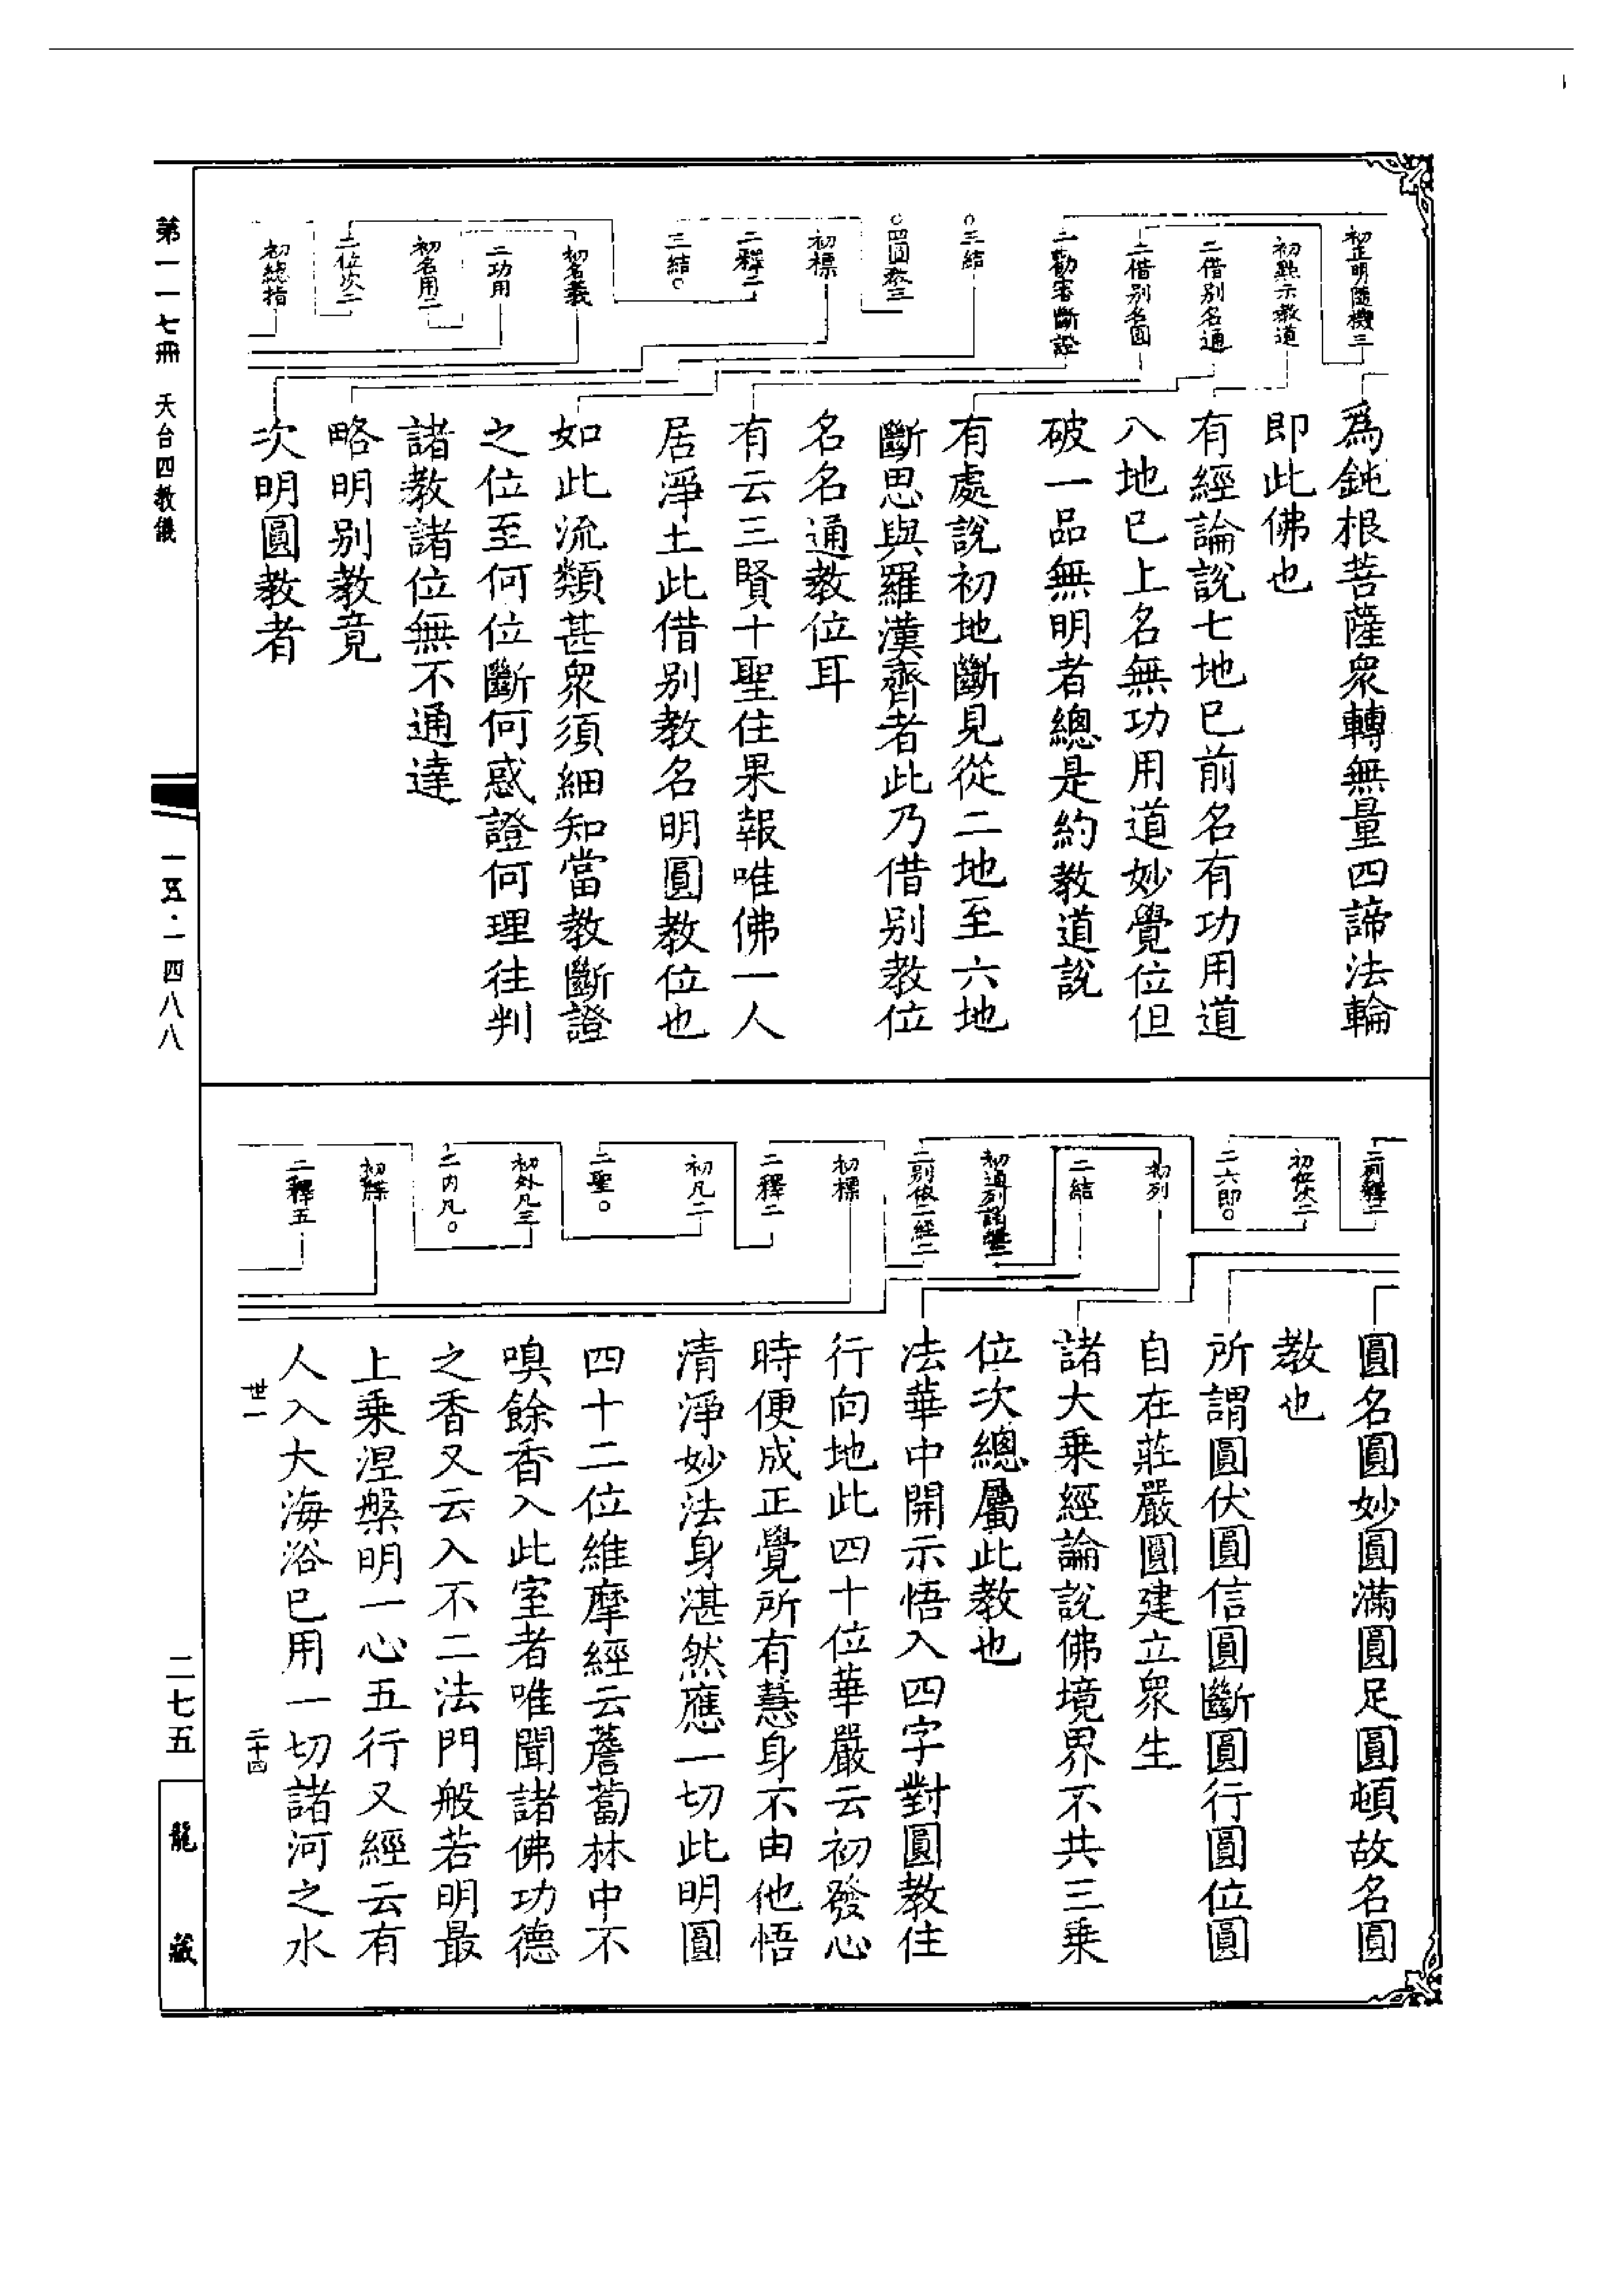 初正明隨機三
初點示教道
二借別名通
二借別名圓
二勸審斷證
○三結
○四圓教三
初標
二釋二
三結○
初名義
二功用
初名用二
二位次二
初總指
為鈍根菩薩衆轉無量四諦法輪
即此佛也
有經論說七地已前名有功用道
八地已上名無功用道妙覺位但
破一品無明者總是約教道說
有處說初地斷見從二地至六地
斷思與羅漢齊者此乃借別教位
名名通教位耳
有云三賢十聖住果報唯佛一人
居淨土此借別教名明圓教位也
如此流類甚衆須細知當教斷證
之位至何位斷何惑證何理往判
諸教諸位無不通達
略明別教竟
次明圓教者
二列釋二
初位次二
二六即○
初列
二結
二別依二經二
初標
二釋二
初凡二
二聖○
初外凡三
二內凡○
初牒
二釋五
圓名圓妙圓滿圓足圓頓故名圓
教也
所謂圓伏圓信圓斷圓行圓位圓
自在莊嚴圓建立衆生
諸大乘經論說佛境界不共三乘
位次總屬此教也
法華中開示悟入四字對圓教住
行向地此四十位華嚴云初發心
時便成正覺所有慧身不由他悟
清淨妙法身湛然應一切此明圓
四十二位維摩經云薝蔔林中不
嗅餘香入此室者唯聞諸佛功德
之香又云入不二法門般若明最
上乘涅槃明一心五行又經云有
人入大海浴已用一切諸河之水
世一
二十四
第一一七冊 天台四教儀
一五·一四八八
二七五
龍藏